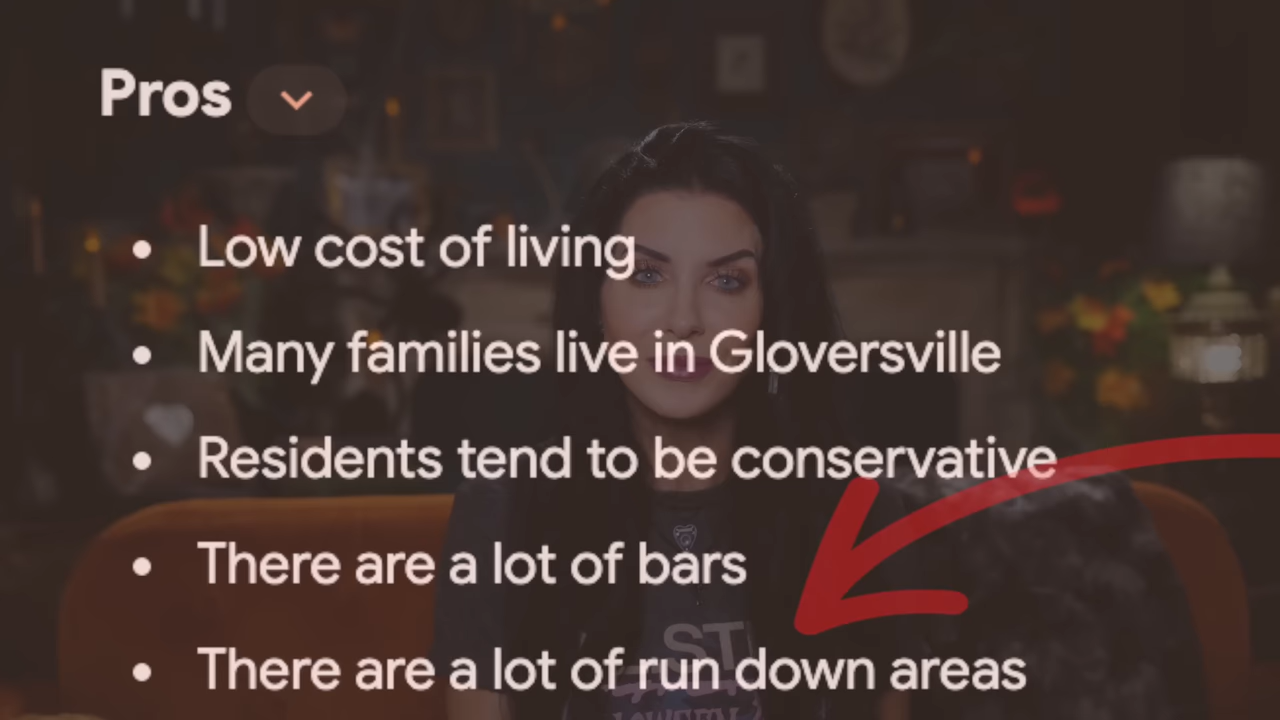 Pros
• Low cost of living
• Many families live in Gloversville
• Residents tend to be conservative
• There are a lot of bars
• There are a lot of run down areas
ST